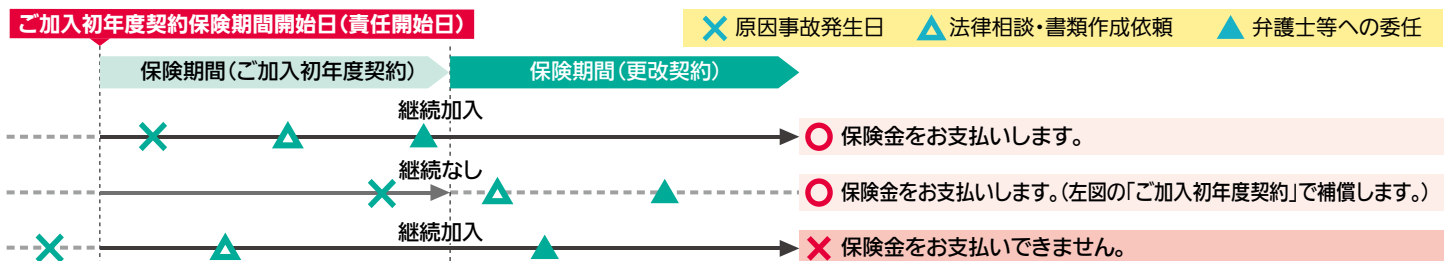 ご加入初年度契約保険期間開始日(責任開始日)
原因事故発生日 法律相談・書類作成依頼 弁護士等への委任
保険期間(ご加入初年度契約) 保険期間(更改契約)
継続加入
保険金をお支払いします。
継続なし
保険金をお支払いします。(左図の「ご加入初年度契約」で補償します。)
継続加入
保険金をお支払いできません。